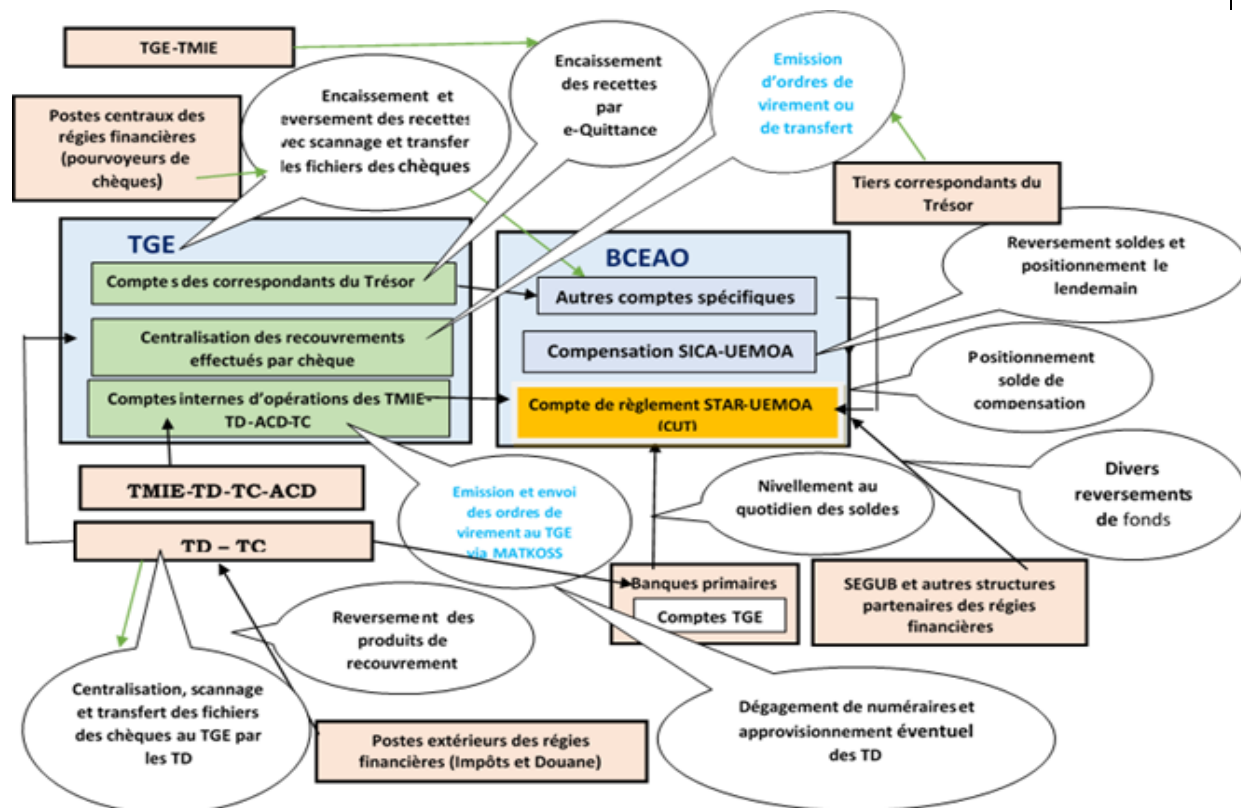 TGE-TMIE
Encaissement
des recettes
par
e-Quittance
Emission
d'ordres de
virement ou
de transfert
Postes centraux des
régies financières
(pourvoyeurs de
chèques)
Encaissement et
eversement des recettes
vec scannage et transfer
les fichiers des chèques
Tiers correspondants du
Trésor
TGE
Comptes des correspondants du Trésor
Centralisation des recouvrements
effectués par chèque
Comptes internes d'opérations des TMIE-
TD-ACD-TC
BCEAO
Autres comptes spécifiques
Compensation SICA-UEMOA
Compte de règlement STAR-UEMOA
(CUT)
Reversement soldes et
positionnement le
lendemain
Positionnement
solde de
compensation
TMIE-TD-TC-ACD
TD – TC
Emission et envoi
des ordres de
virement au TGE
via MATKOSS
Nivellement au
quotidien des soldes
Divers
reversements
de fonds
Banques primaires
Comptes TGE
SEGUB et autres structures
partenaires des régies
financières
Reversement des
produits de
recouvrement
Centralisation, scannage
et transfert des fichiers
des chèques au TGE par
les TD
Postes extérieurs des régies
financières (Impôts et Douane)
Dégagement de numéraires et
approvisionnement éventuel
des TD